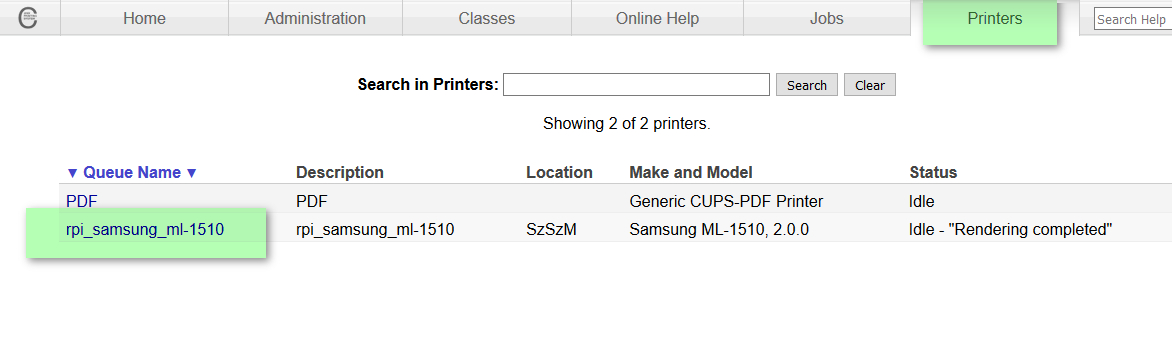 Home Administration Classes Online Help Jobs Printers Search Help
Search in Printers: Search Clear
Showing 2 of 2 printers.
▼ Queue Name ▼ Description Location Make and Model Status
PDF PDF Generic CUPS-PDF Printer Idle
rpi_samsung_ml-1510 rpi_samsung_ml-1510 SzSzM Samsung ML-1510, 2.0.0 Idle - "Rendering completed"